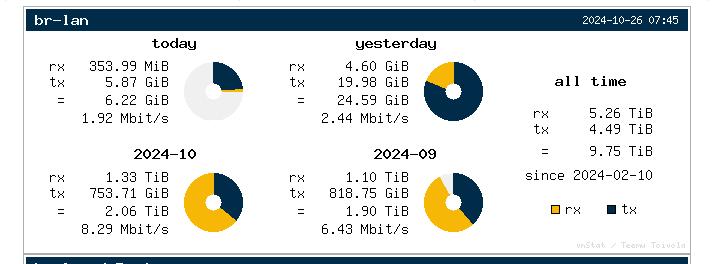 br-lan 2024-10-26 07:45
today
rx 353.99 MiB
tx 5.87 GiB
= 6.22 GiB
1.92 Mbit/s
yesterday
rx 4.60 GiB
tx 19.98 GiB
= 24.59 GiB
2.44 Mbit/s
2024-10
rx 1.33 TiB
tx 753.71 GiB
= 2.06 TiB
8.29 Mbit/s
2024-09
rx 1.10 TiB
tx 818.75 GiB
= 1.90 TiB
6.43 Mbit/s
all time
rx 5.26 TiB
tx 4.49 TiB
= 9.75 TiB
since 2024-02-10
rx tx
vnStat / Teemu Toivola